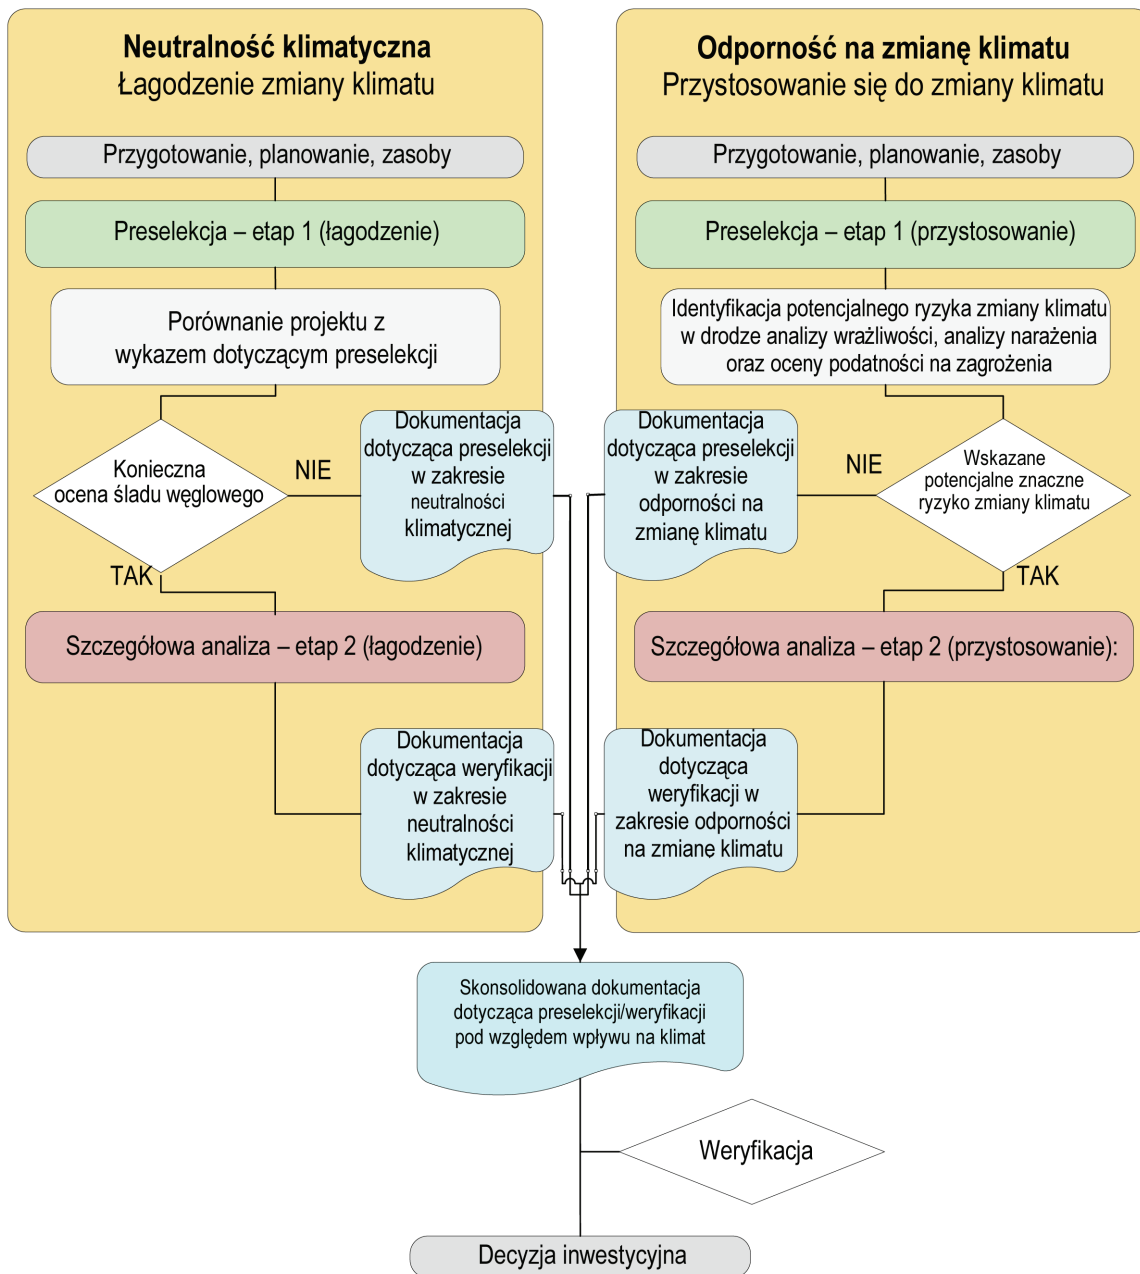 Neutralność klimatyczna
Łagodzenie zmiany klimatu
Przygotowanie, planowanie, zasoby
Preselekcja – etap 1 (łagodzenie)
Porównanie projektu z
wykazem dotyczącym preselekcji
Konieczna
ocena śladu węglowego
NIE
Dokumentacja
dotycząca preselekcji
w zakresie
neutralności
klimatycznej
TAK
Szczegółowa analiza – etap 2 (łagodzenie)
Dokumentacja
dotycząca weryfikacji
w zakresie
neutralności
klimatycznej
Odporność na zmianę klimatu
Przystosowanie się do zmiany klimatu
Przygotowanie, planowanie, zasoby
Preselekcja – etap 1 (przystosowanie)
Identyfikacja potencjalnego ryzyka zmiany klimatu
w drodze analizy wrażliwości, analizy narażenia
oraz oceny podatności na zagrożenia
Wskazane
potencjalne znaczne
ryzyko zmiany klimatu
NIE
Dokumentacja
dotycząca preselekcji
w zakresie
odporności na
zmianę klimatu
TAK
Szczegółowa analiza – etap 2 (przystosowanie):
Dokumentacja
dotycząca
weryfikacji w
zakresie odporności
na zmianę klimatu
Skonsolidowana dokumentacja
dotycząca preselekcji/weryfikacji
pod względem wpływu na klimat
Weryfikacja
Decyzja inwestycyjna